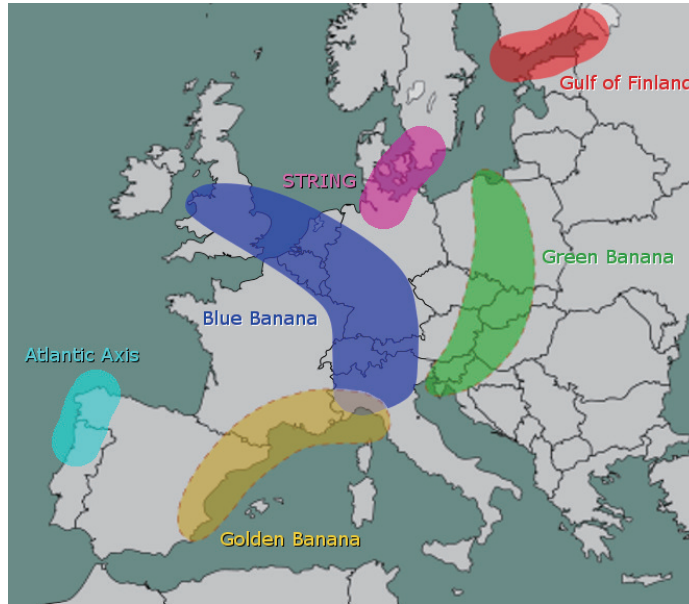 Gulf of Finland
STRING
Green Banana
Blue Banana
Atlantic Axis
Golden Banana